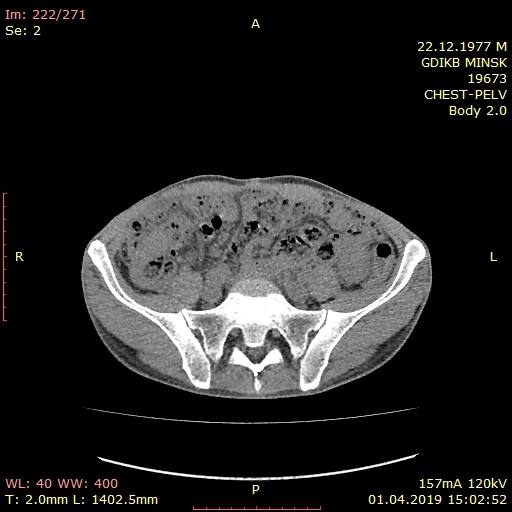 Im: 222/271
Se: 2
A
22.12.1977 M
GDIKB MINSK
19673
CHEST-PELV
Body 2.0
R
L
WL: 40 WW: 400
T: 2.0mm L: 1402.5mm
P
157mA 120kV
01.04.2019 15:02:52